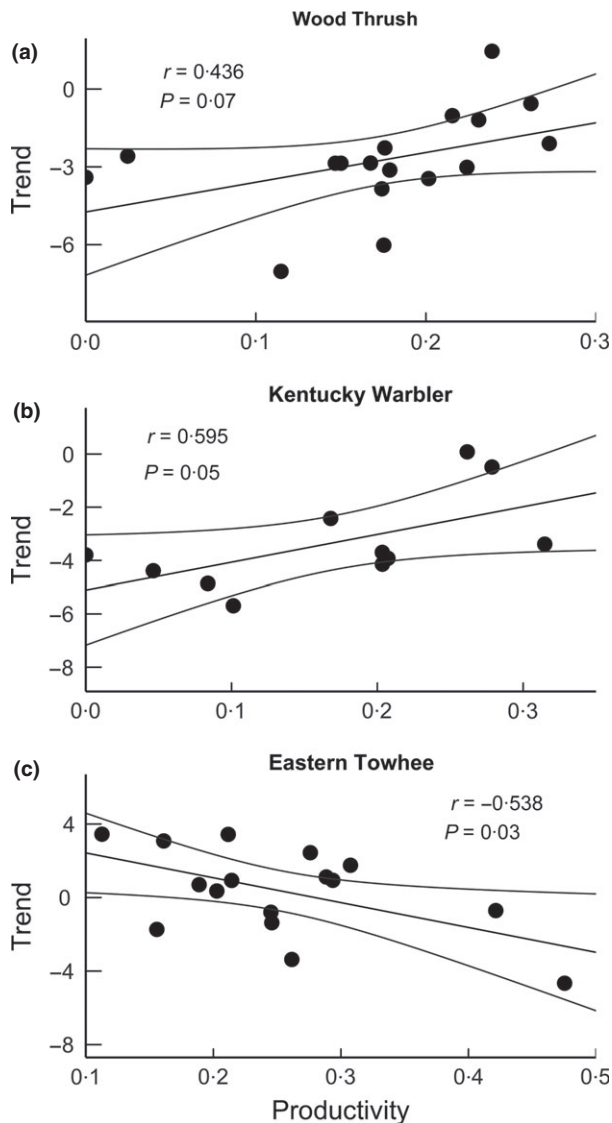 Wood Thrush
(a)
r = 0·436
P = 0·07
Trend
0
−3
−6
0·0 0·1 0·2 0·3
Kentucky Warbler
(b)
r = 0·595
P = 0·05
Trend
0
−2
−4
−6
−8
0·0 0·1 0·2 0·3
Eastern Towhee
(c)
r = −0·538
P = 0·03
Trend
4
0
−4
−8
0·1 0·2 0·3 0·4 0·5
Productivity